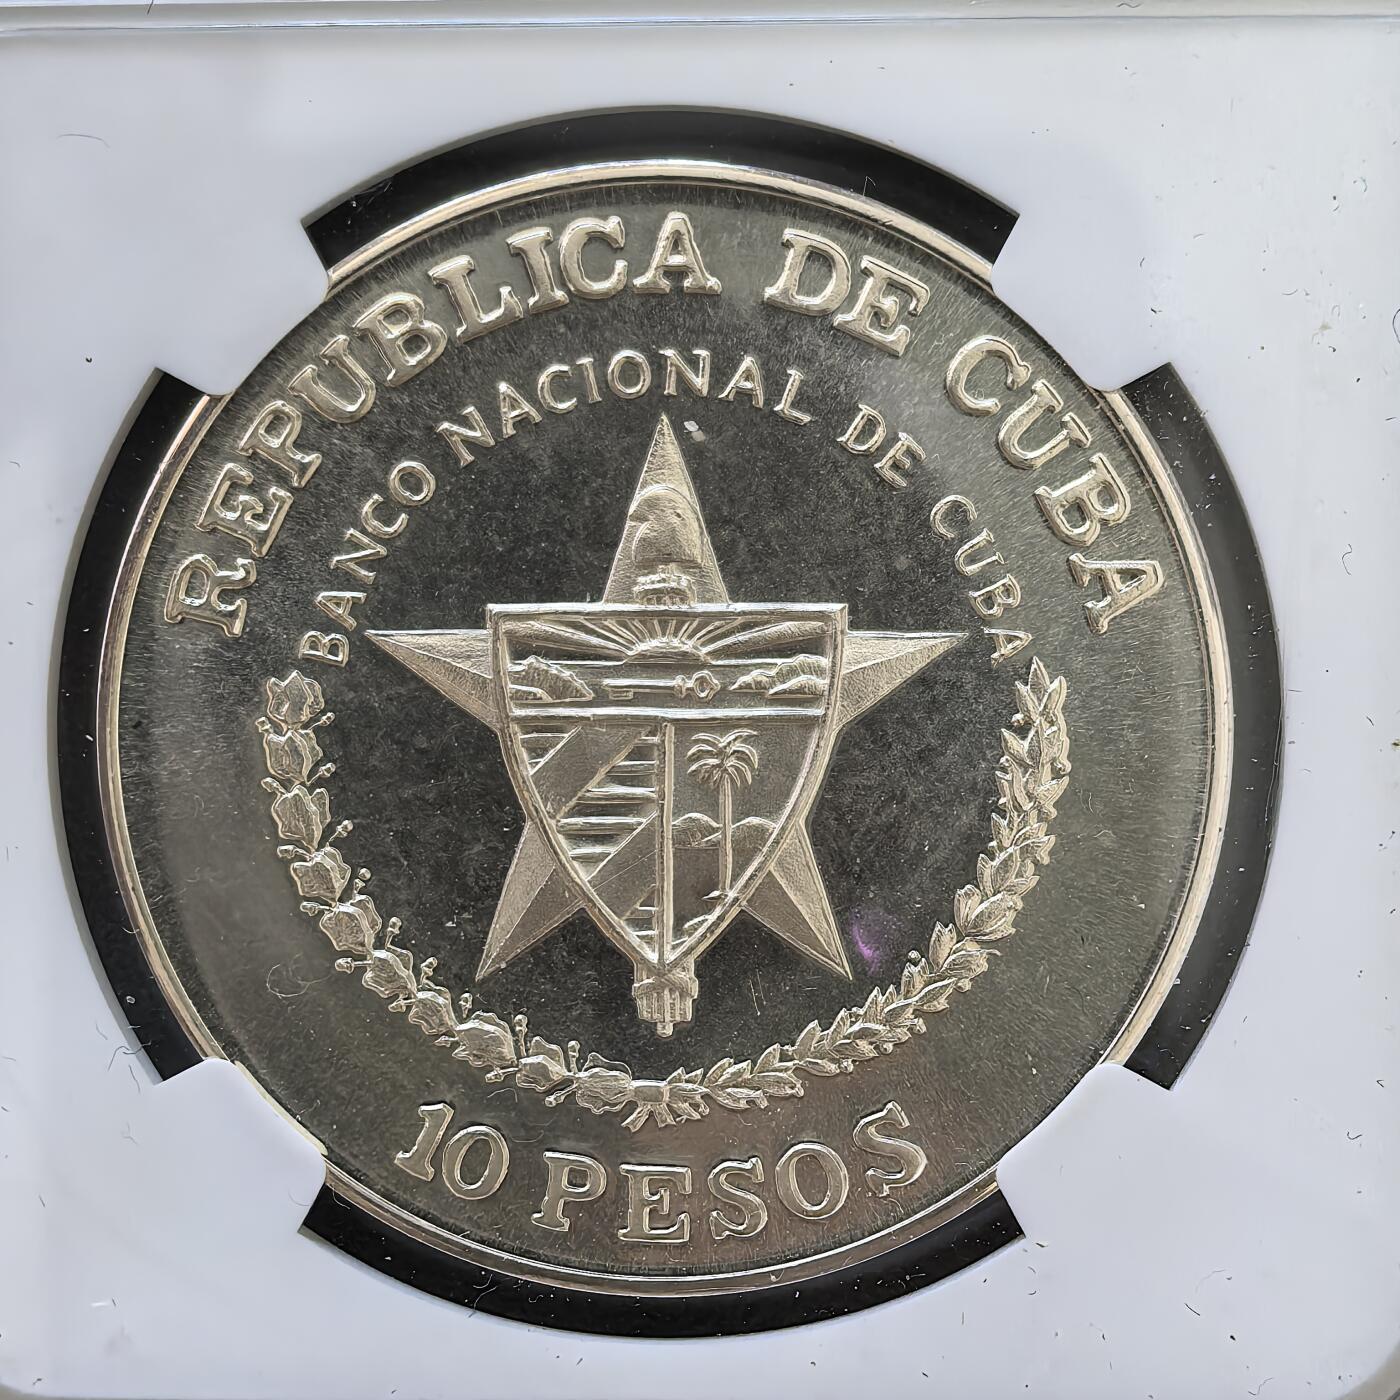 REPUBLICA DE CUBA
BANCO NACIONAL DE CUBA
10 PESOS